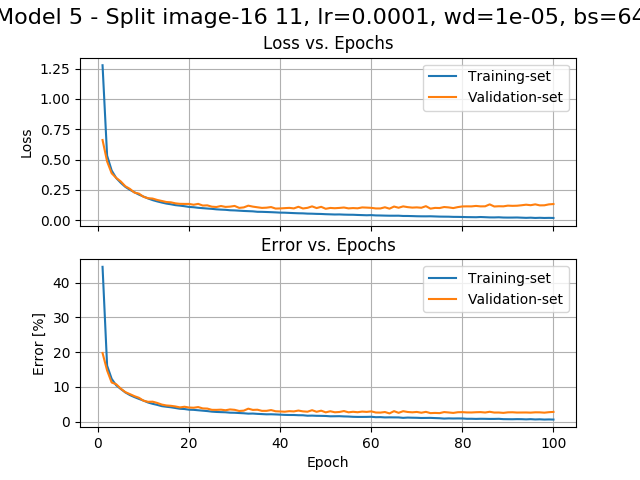 Model 5 - Split image-16 11, lr=0.0001, wd=1e-05, bs=64
Loss vs. Epochs
1.25
1.00
0.75
0.50
0.25
0.00
Loss
Training-set
Validation-set
Error vs. Epochs
40
30
20
10
0
Error [%]
Training-set
Validation-set
0 20 40 60 80 100
Epoch